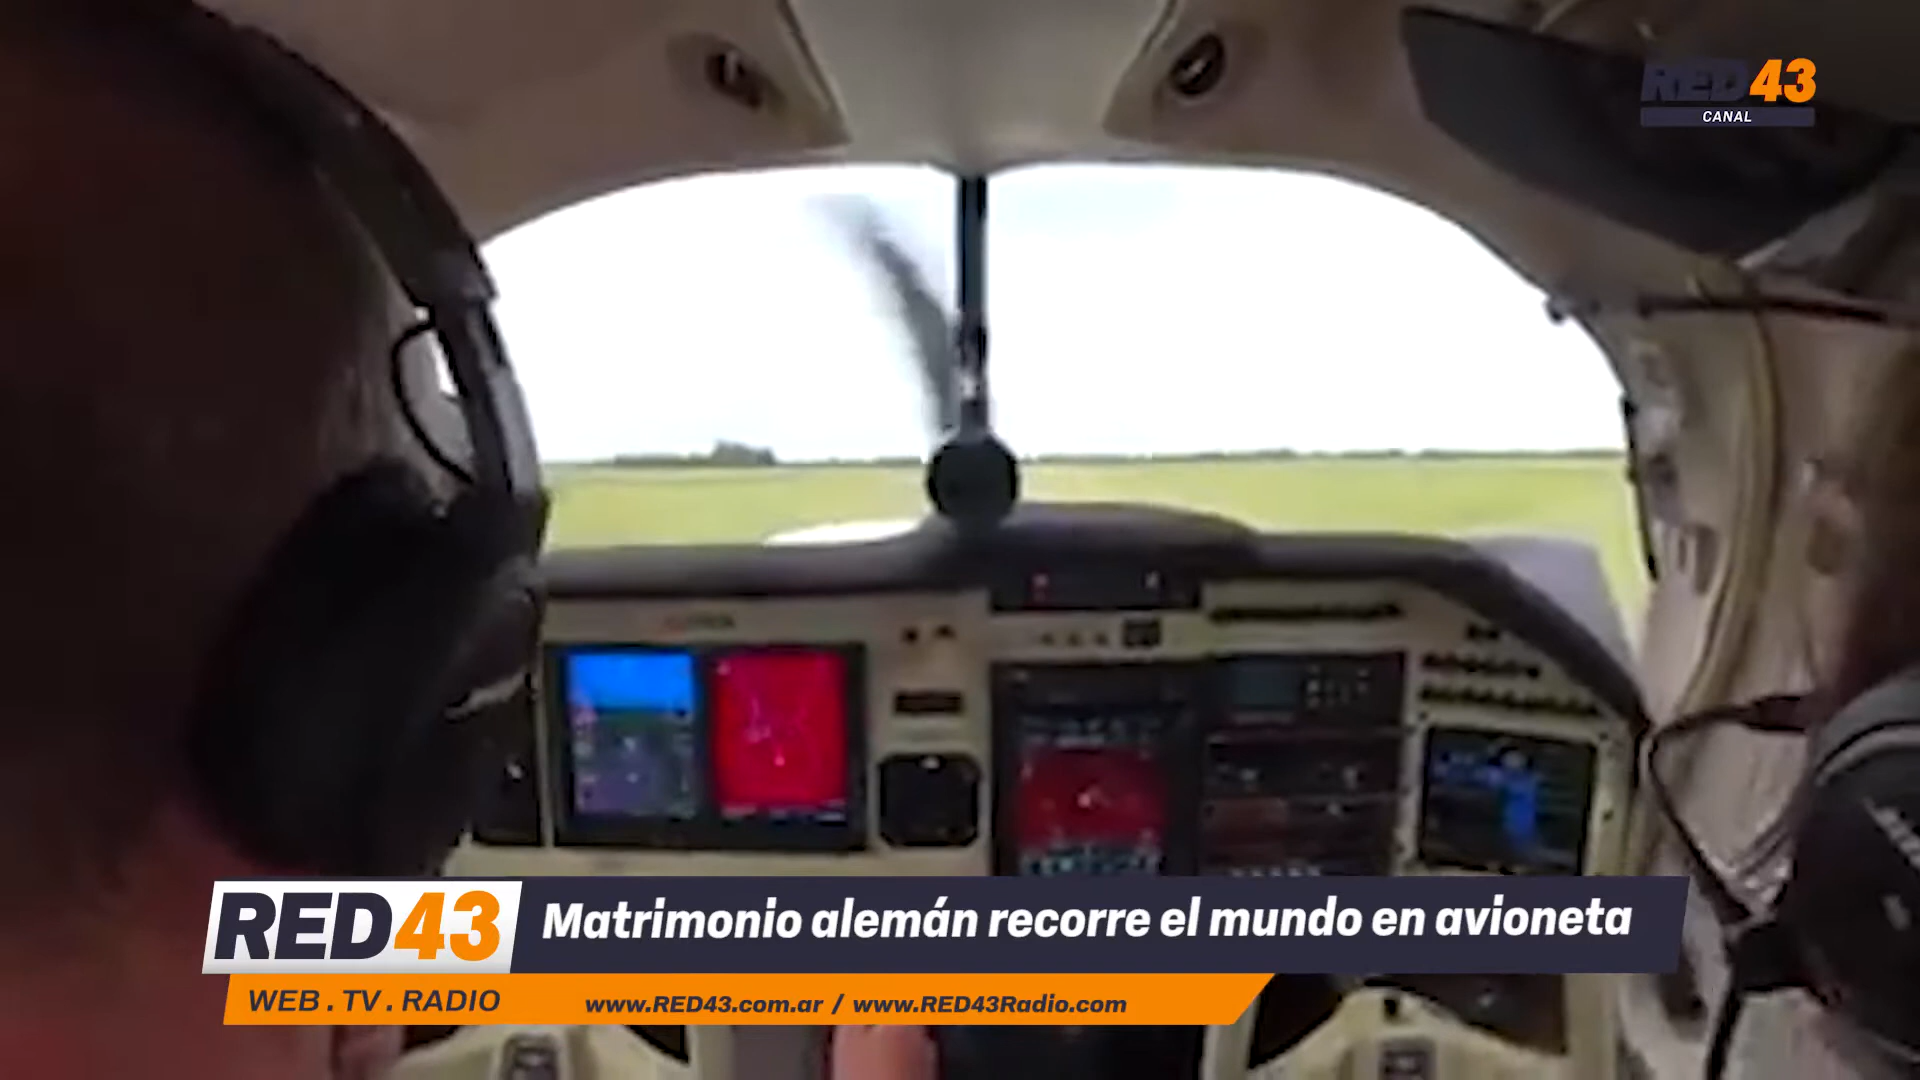 RED43
CANAL
RED43
Matrimonio alemán recorre el mundo en avioneta
WEB . TV . RADIO
www.RED43.com.ar / www.RED43Radio.com